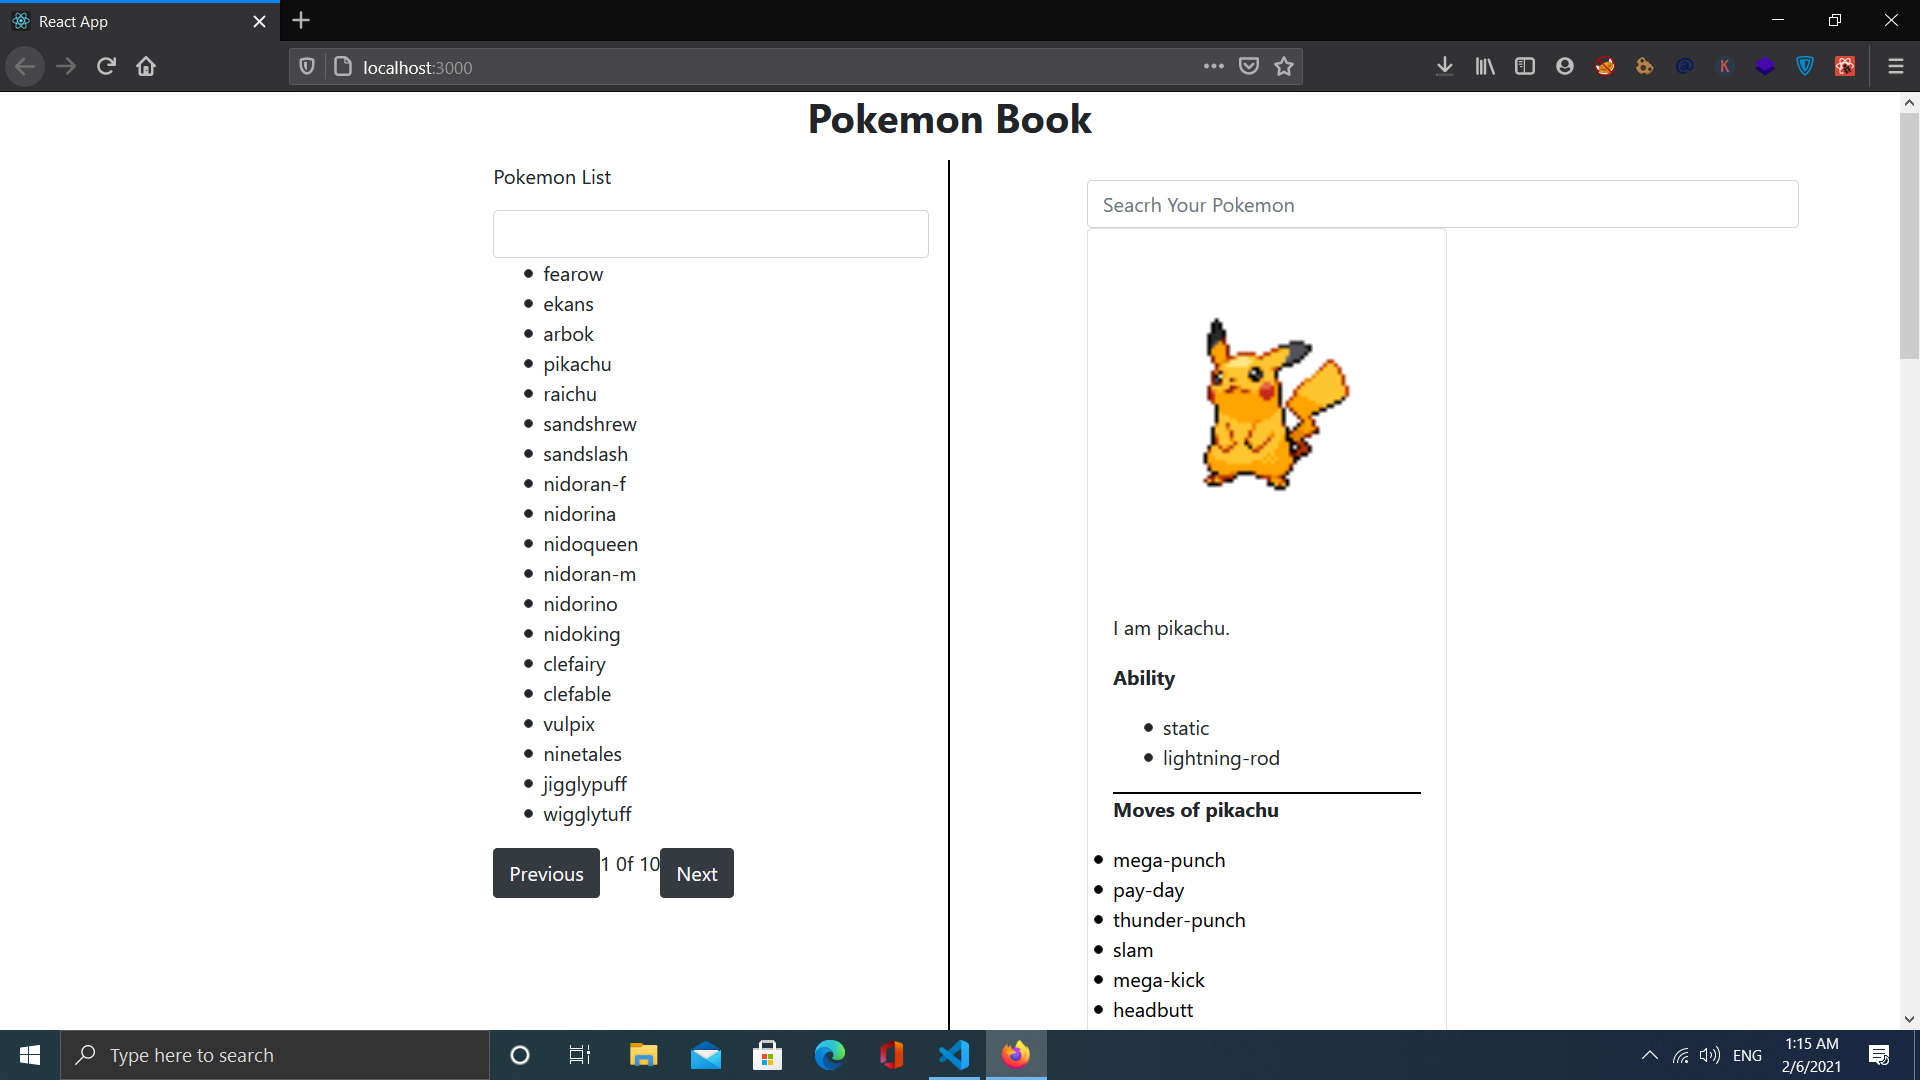 React App
localhost:3000
Pokemon Book
Pokemon List
fearow
ekans
arbok
pikachu
raichu
sandshrew
sandslash
nidoran-f
nidorina
nidoqueen
nidoran-m
nidorino
nidoking
clefairy
clefable
vulpix
ninetales
jigglypuff
wigglytuff
Previous 1 0f 10 Next
Seacrh Your Pokemon
I am pikachu.
Ability
static
lightning-rod
Moves of pikachu
mega-punch
pay-day
thunder-punch
slam
mega-kick
headbutt
Type here to search
ENG
1:15 AM
2/6/2021